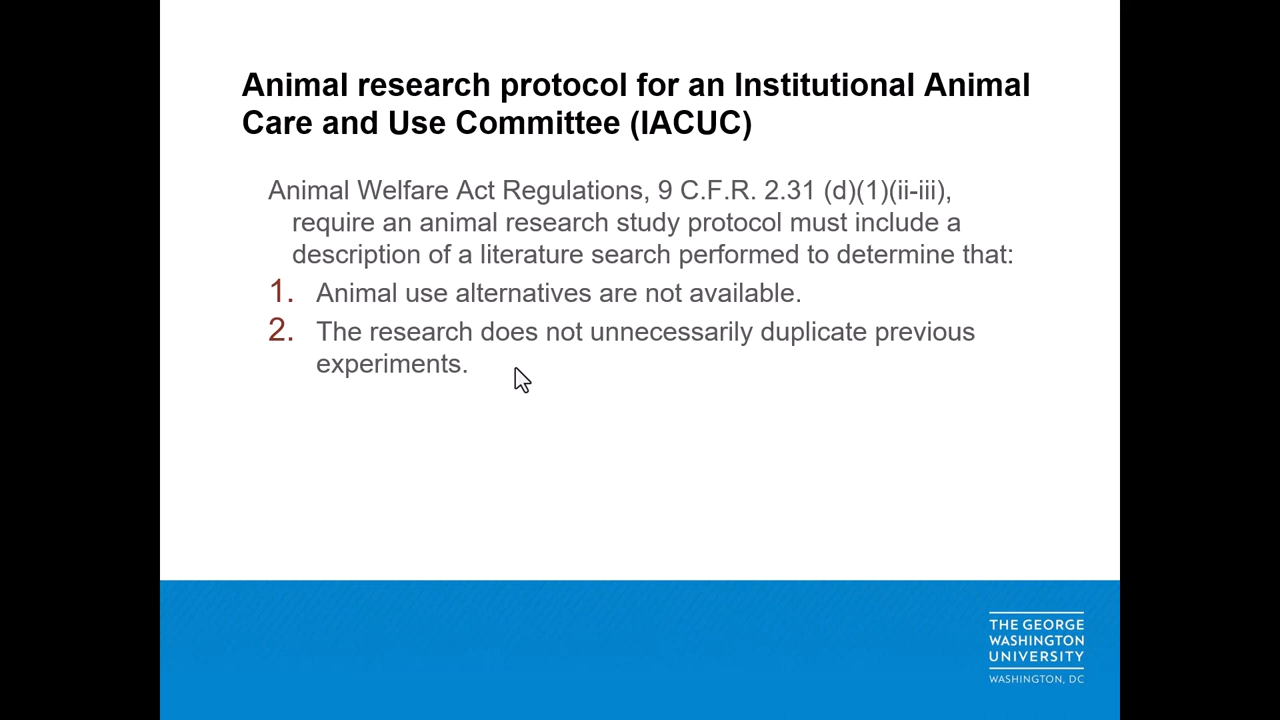 Animal research protocol for an Institutional Animal
Care and Use Committee (IACUC)
Animal Welfare Act Regulations, 9 C.F.R. 2.31 (d)(1)(ii-iii),
require an animal research study protocol must include a
description of a literature search performed to determine that:
1. Animal use alternatives are not available.
2. The research does not unnecessarily duplicate previous
experiments.
THE GEORGE
WASHINGTON
UNIVERSITY
WASHINGTON, DC